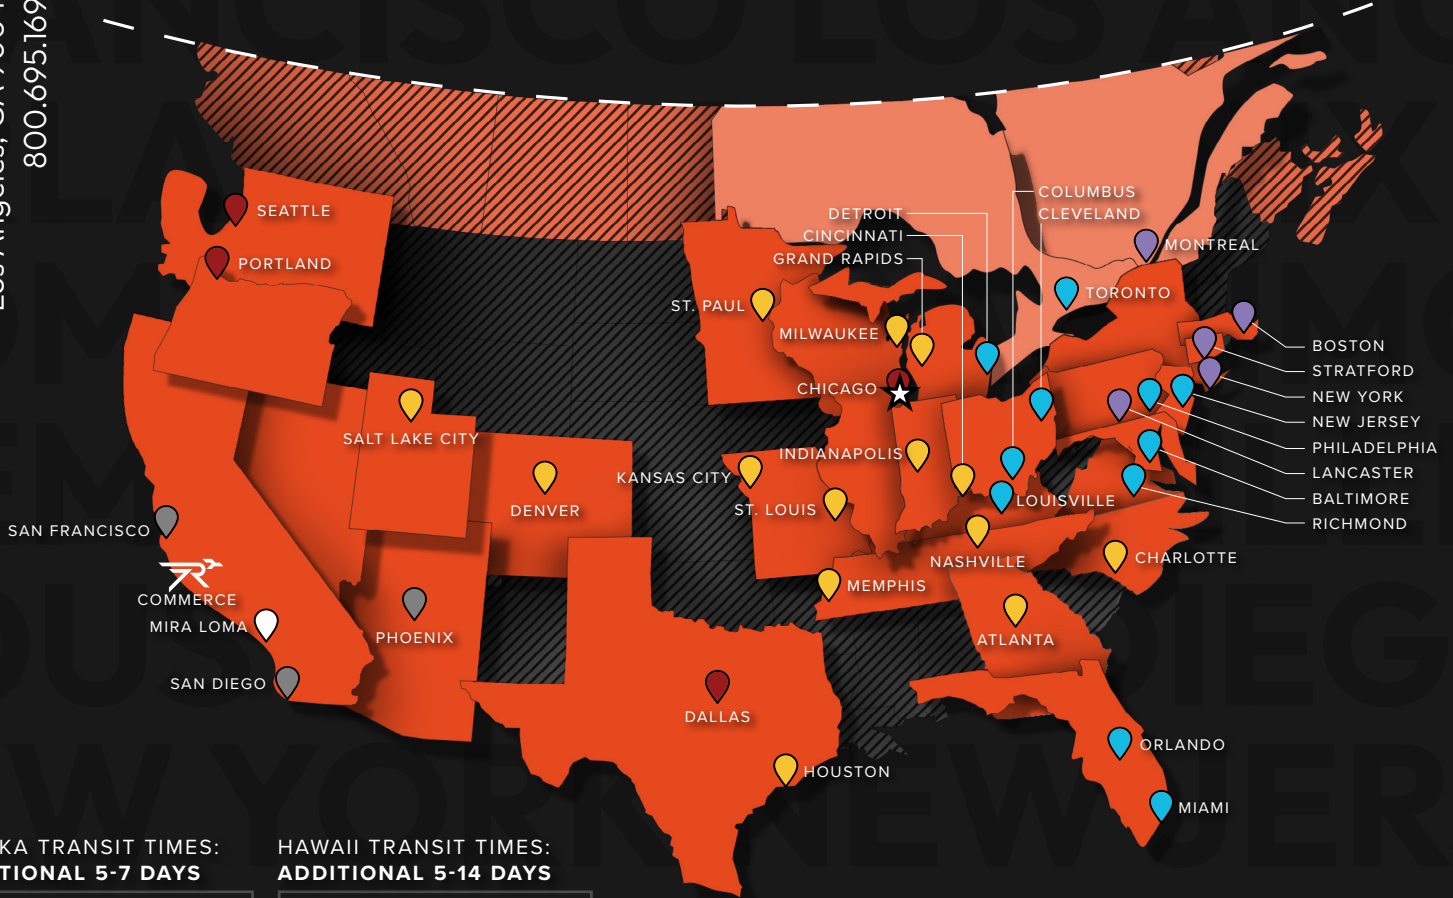 800.695.169
SEATTLE
PORTLAND
COLUMBUS
DETROIT
CLEVELAND
CINCINNATI
GRAND RAPIDS
MONTREAL
TORONTO
ST. PAUL
MILWAUKEE
BOSTON
STRATFORD
CHICAGO
NEW YORK
NEW JERSEY
SALT LAKE CITY
PHILADELPHIA
INDIANAPOLIS
LANCASTER
KANSAS CITY
BALTIMORE
LOUISVILLE
DENVER
ST. LOUIS
RICHMOND
SAN FRANCISCO
NASHVILLE
CHARLOTTE
MEMPHIS
COMMERCE
MIRA LOMA
PHOENIX
ATLANTA
SAN DIEGO
DALLAS
ORLANDO
HOUSTON
MIAMI
KA TRANSIT TIMES:
TIONAL 5-7 DAYS
HAWAII TRANSIT TIMES:
ADDITIONAL 5-14 DAYS